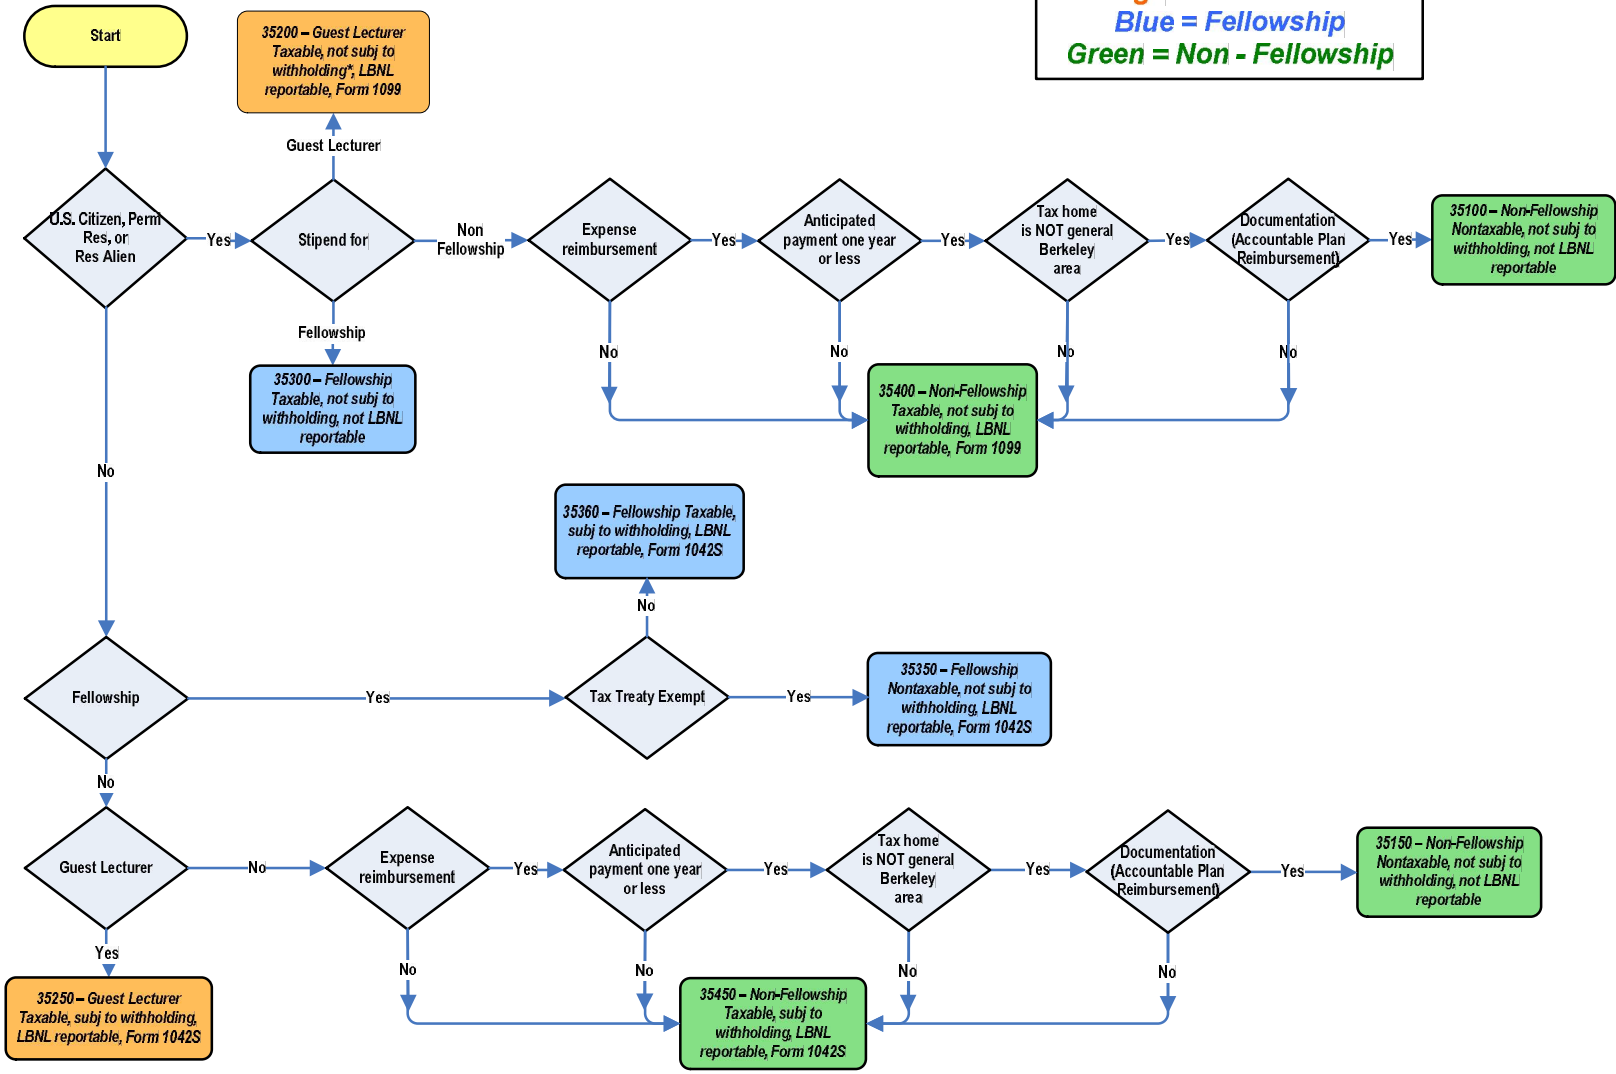 Start
35200 – Guest Lecturer
Taxable, not subj to
withholding*, LBNL
reportable, Form 1099
Blue = Fellowship
Green = Non - Fellowship
Guest Lecturer
U.S. Citizen, Perm
Res, or
Res Alien
Yes
Stipend for
Non
Fellowship
Expense
reimbursement
Yes
Anticipated
payment one year
or less
Yes
Tax home
is NOT general
Berkeley
area
Yes
Documentation
(Accountable Plan
Reimbursement)
Yes
35100 – Non-Fellowship
Nontaxable, not subj to
withholding, not LBNL
reportable
Fellowship
No
No
No
No
35300 – Fellowship
Taxable, not subj to
withholding, not LBNL
reportable
35400 – Non-Fellowship
Taxable, not subj to
withholding, LBNL
reportable, Form 1099
No
35360 – Fellowship Taxable,
subj to withholding, LBNL
reportable, Form 1042S
No
Fellowship
Yes
Tax Treaty Exempt
Yes
35350 – Fellowship
Nontaxable, not subj to
withholding, LBNL
reportable, Form 1042S
No
Guest Lecturer
No
Expense
reimbursement
Yes
Anticipated
payment one year
or less
Yes
Tax home
is NOT general
Berkeley
area
Yes
Documentation
(Accountable Plan
Reimbursement)
Yes
35150 – Non-Fellowship
Nontaxable, not subj to
withholding, not LBNL
reportable
Yes
No
No
No
No
35250 – Guest Lecturer
Taxable, subj to withholding,
LBNL reportable, Form 1042S
35450 – Non-Fellowship
Taxable, subj to
withholding, LBNL
reportable, Form 1042S